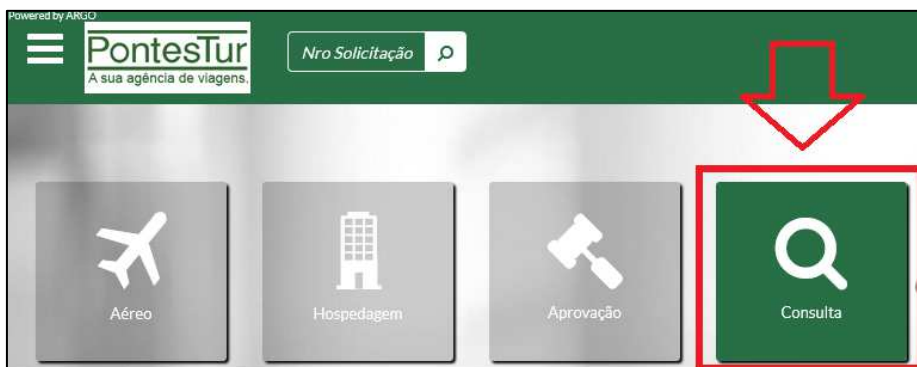 Powered by ARGO
PontesTur
A sua agência de viagens.
Nro Solicitação
Aéreo
Hospedagem
Aprovação
Consulta